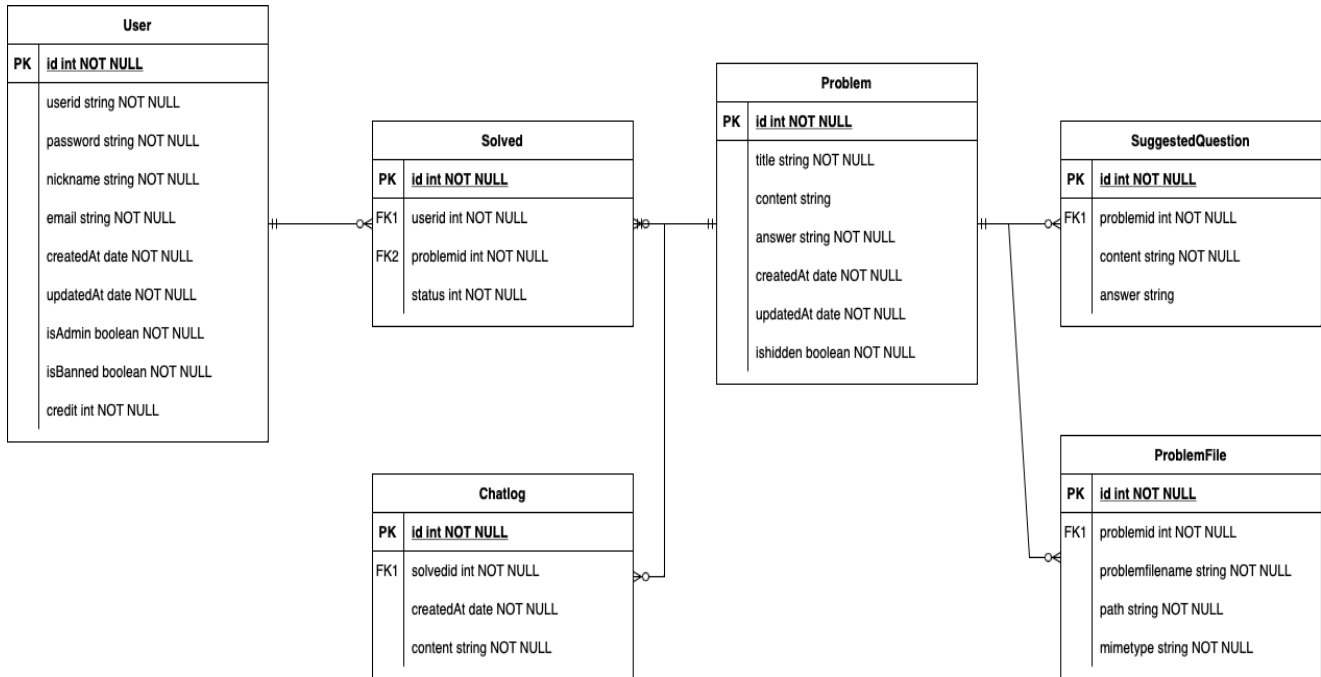 User
PK id int NOT NULL
userid string NOT NULL
password string NOT NULL
nickname string NOT NULL
email string NOT NULL
createdAt date NOT NULL
updatedAt date NOT NULL
isAdmin boolean NOT NULL
isBanned boolean NOT NULL
credit int NOT NULL
Solved
PK id int NOT NULL
FK1 userid int NOT NULL
FK2 problemid int NOT NULL
status int NOT NULL
Chatlog
PK id int NOT NULL
FK1 solvedid int NOT NULL
createdAt date NOT NULL
content string NOT NULL
Problem
PK id int NOT NULL
title string NOT NULL
content string
answer string NOT NULL
createdAt date NOT NULL
updatedAt date NOT NULL
ishidden boolean NOT NULL
SuggestedQuestion
PK id int NOT NULL
FK1 problemid int NOT NULL
content string NOT NULL
answer string
ProblemFile
PK id int NOT NULL
FK1 problemid int NOT NULL
problemfilename string NOT NULL
path string NOT NULL
mimetype string NOT NULL